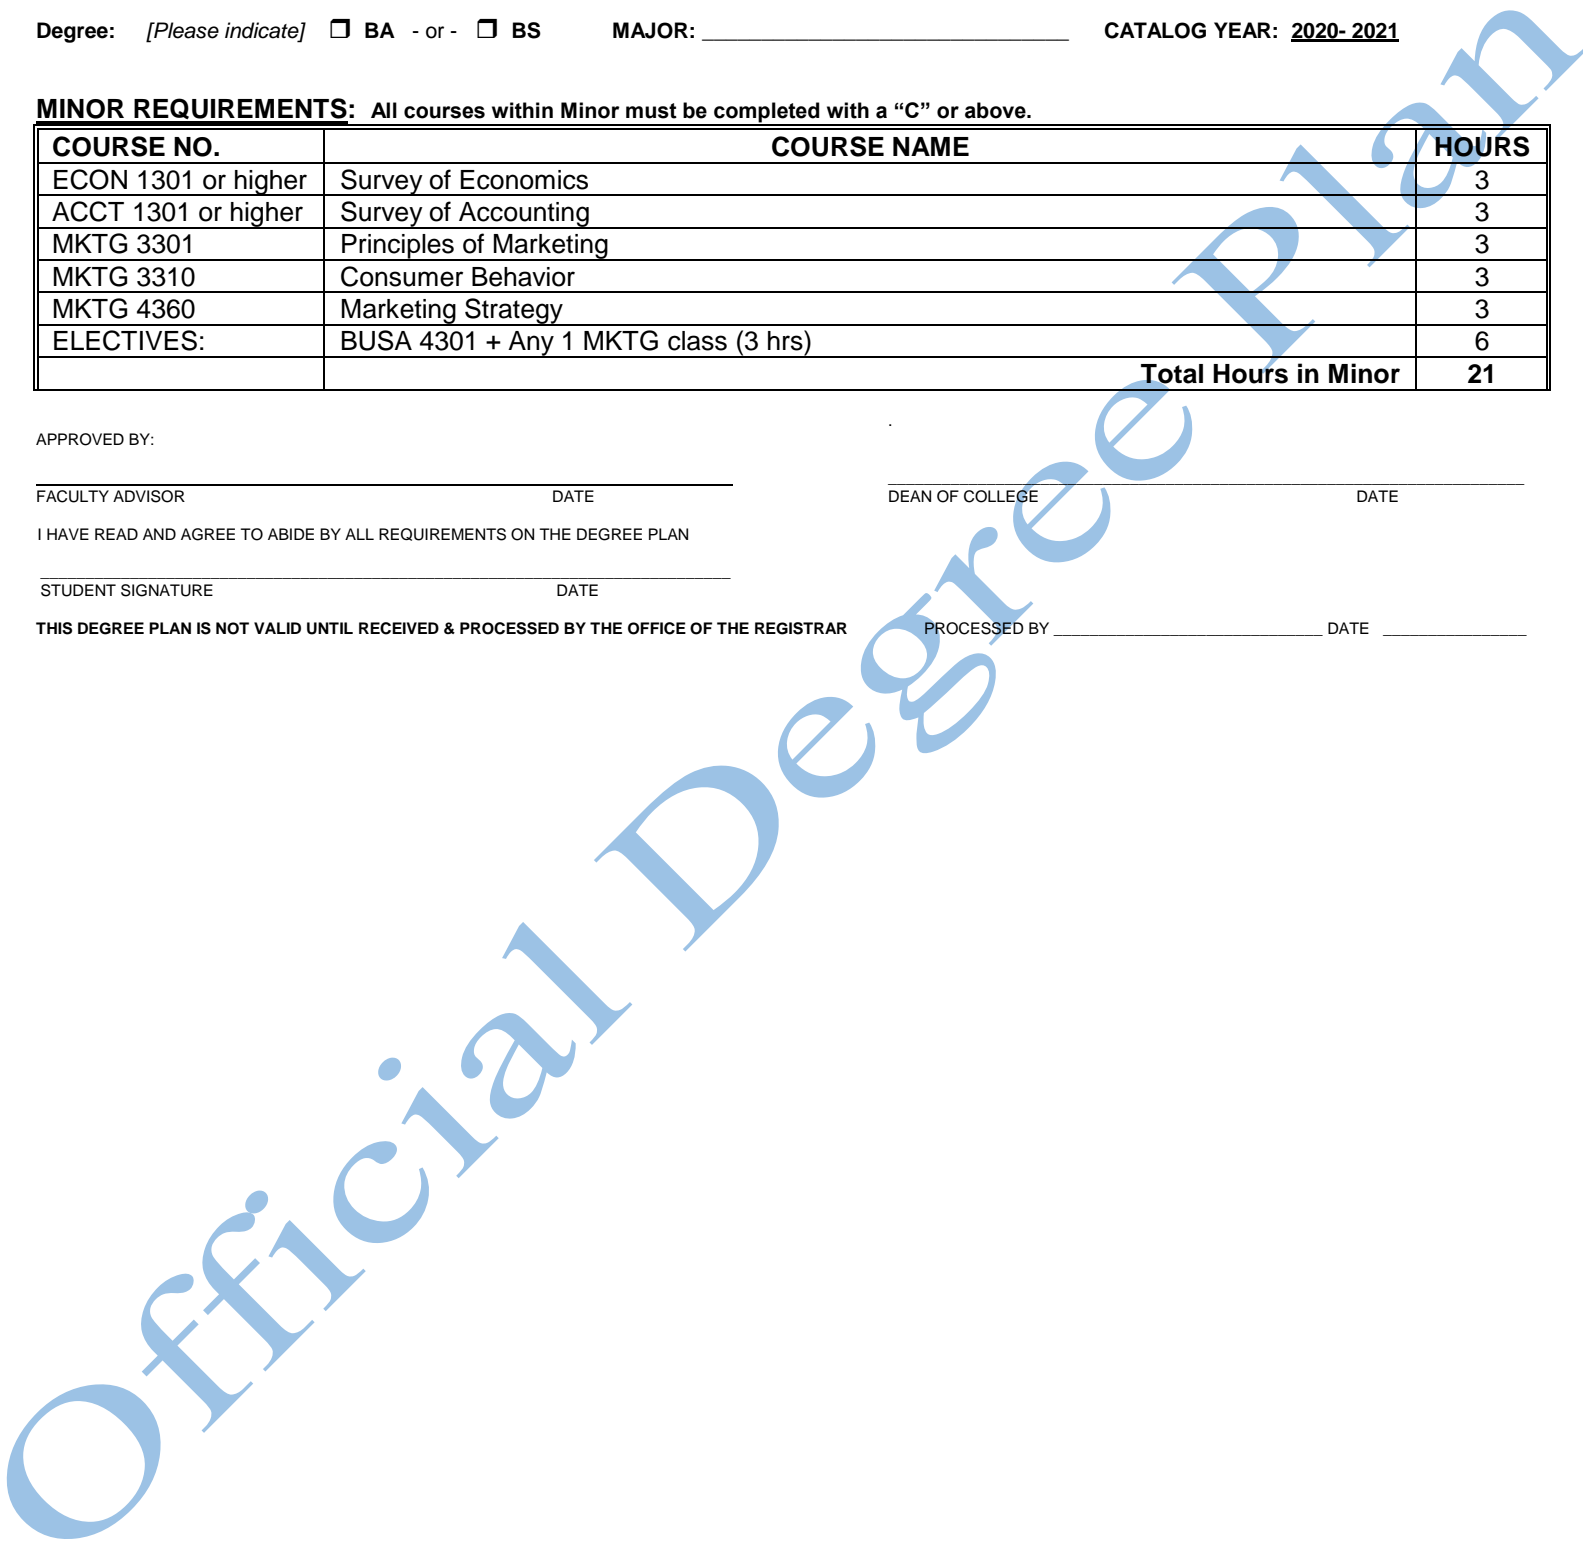 Degree: [Please indicate] ❒ BA - or - ❒ BS MAJOR: ______________________________ CATALOG YEAR: 2020- 2021
MINOR REQUIREMENTS: All courses within Minor must be completed with a “C” or above.
COURSE NO. COURSE NAME HOURS
ECON 1301 or higher Survey of Economics 3
ACCT 1301 or higher Survey of Accounting 3
MKTG 3301 Principles of Marketing 3
MKTG 3310 Consumer Behavior 3
MKTG 4360 Marketing Strategy 3
ELECTIVES: BUSA 4301 + Any 1 MKTG class (3 hrs) 6
Total Hours in Minor 21
.
APPROVED BY:
FACULTY ADVISOR DATE DEAN OF COLLEGE DATE
I HAVE READ AND AGREE TO ABIDE BY ALL REQUIREMENTS ON THE DEGREE PLAN
STUDENT SIGNATURE DATE
THIS DEGREE PLAN IS NOT VALID UNTIL RECEIVED & PROCESSED BY THE OFFICE OF THE REGISTRAR PROCESSED BY ______________________________ DATE ________________
Official Degree Plan